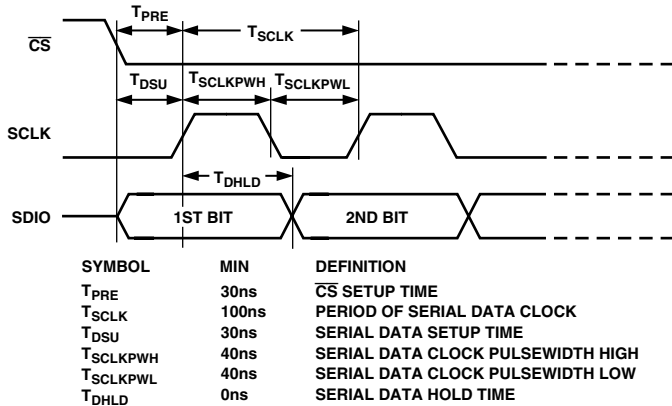 T_PRE
T_SCLK
CS
T_DSU T_SCLKPWH T_SCLKPWL
SCLK
T_DHLD
SDIO 1ST BIT 2ND BIT
SYMBOL MIN DEFINITION
T_PRE 30ns CS SETUP TIME
T_SCLK 100ns PERIOD OF SERIAL DATA CLOCK
T_DSU 30ns SERIAL DATA SETUP TIME
T_SCLKPWH 40ns SERIAL DATA CLOCK PULSEWIDTH HIGH
T_SCLKPWL 40ns SERIAL DATA CLOCK PULSEWIDTH LOW
T_DHLD 0ns SERIAL DATA HOLD TIME